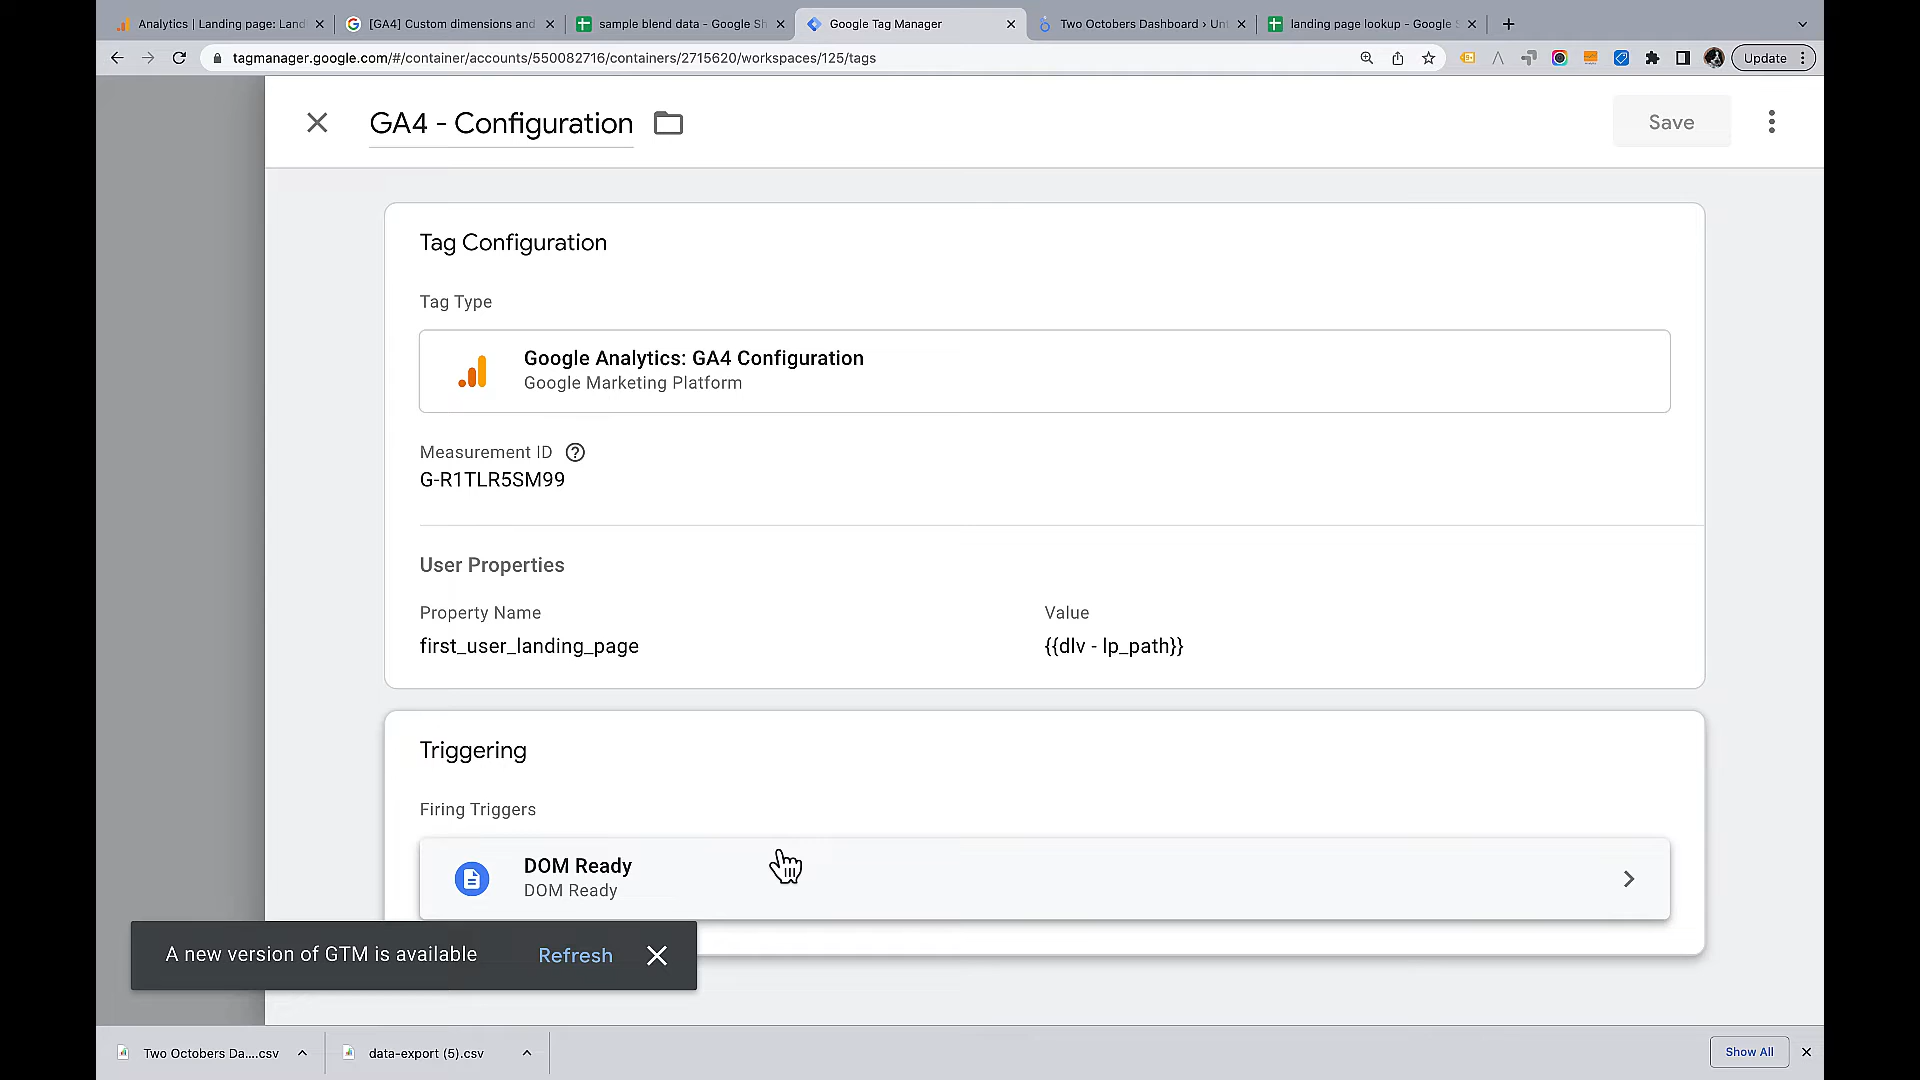 Analytics | Landing page: Land
[GA4] Custom dimensions and
sample blend data - Google Sh
Google Tag Manager
Two Octobers Dashboard › Unt
landing page lookup - Google S
tagmanager.google.com/#/container/accounts/550082716/containers/2715620/workspaces/125/tags
Update
GA4 - Configuration
Save
Tag Configuration
Tag Type
Google Analytics: GA4 Configuration
Google Marketing Platform
Measurement ID
G-R1TLR5SM99
User Properties
Property Name
Value
first_user_landing_page
{{dlv - lp_path}}
Triggering
Firing Triggers
DOM Ready
DOM Ready
A new version of GTM is available
Refresh
Two Octobers Da....csv
data-export (5).csv
Show All